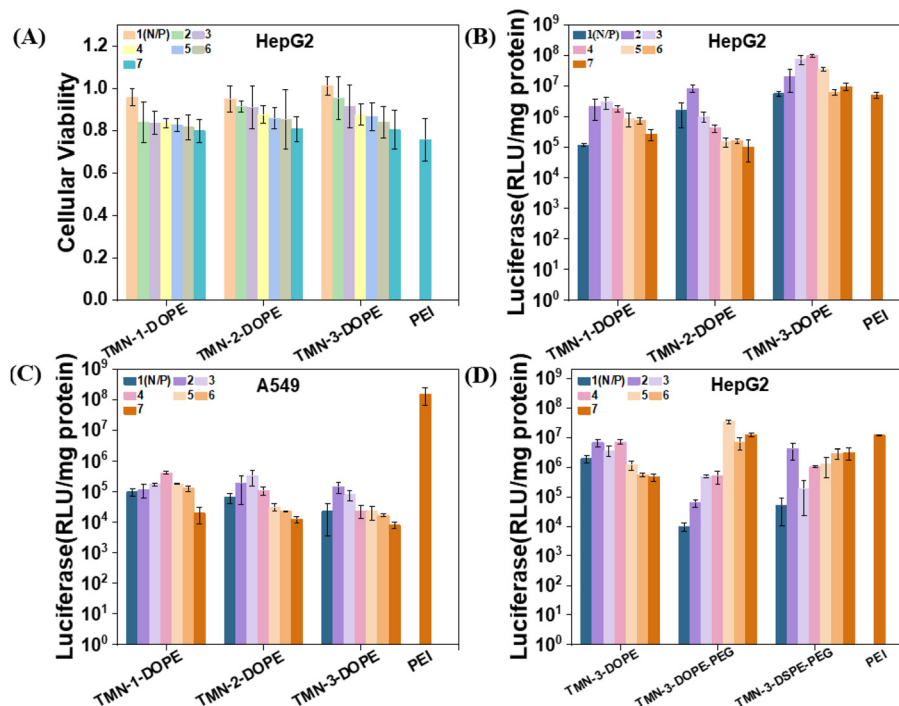 (A)
1(N/P) 2 3
4 5 6
7
HepG2
Cellular Viability
1.2
1.0
0.8
0.6
0.4
0.2
0.0
TMN-1-DOPE
TMN-2-DOPE
TMN-3-DOPE
PEI
(B)
1(N/P) 2 3
4 5 6
7
HepG2
Luciferase(RLU/mg protein)
10⁹
10⁸
10⁷
10⁶
10⁵
10⁴
10³
10²
10¹
10⁰
TMN-1-DOPE
TMN-2-DOPE
TMN-3-DOPE
PEI
(C)
1(N/P) 2 3
4 5 6
7
A549
Luciferase(RLU/mg protein)
10⁹
10⁸
10⁷
10⁶
10⁵
10⁴
10³
10²
10¹
10⁰
TMN-1-DOPE
TMN-2-DOPE
TMN-3-DOPE
PEI
(D)
1(N/P) 2 3
4 5 6
7
HepG2
Luciferase(RLU/mg protein)
10⁹
10⁸
10⁷
10⁶
10⁵
10⁴
10³
10²
10¹
10⁰
TMN-3-DOPE
TMN-3-DOPE-PEG
TMN-3-DSPE-PEG
PEI